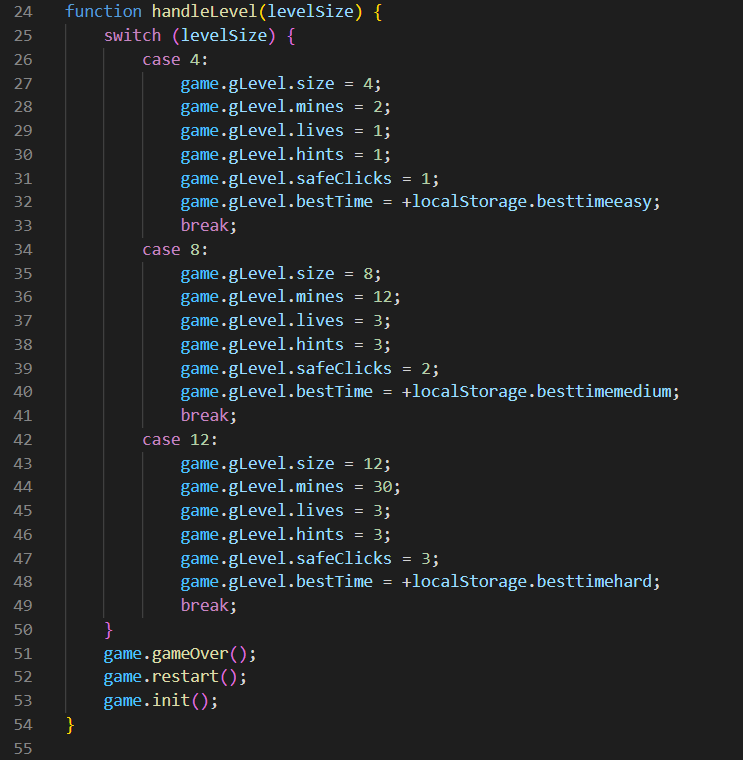 24 function handleLevel(levelSize) {
25     switch (levelSize) {
26         case 4:
27             game.gLevel.size = 4;
28             game.gLevel.mines = 2;
29             game.gLevel.lives = 1;
30             game.gLevel.hints = 1;
31             game.gLevel.safeClicks = 1;
32             game.gLevel.bestTime = +localStorage.besttimeeasy;
33             break;
34         case 8:
35             game.gLevel.size = 8;
36             game.gLevel.mines = 12;
37             game.gLevel.lives = 3;
38             game.gLevel.hints = 3;
39             game.gLevel.safeClicks = 2;
40             game.gLevel.bestTime = +localStorage.besttimemedium;
41             break;
42         case 12:
43             game.gLevel.size = 12;
44             game.gLevel.mines = 30;
45             game.gLevel.lives = 3;
46             game.gLevel.hints = 3;
47             game.gLevel.safeClicks = 3;
48             game.gLevel.bestTime = +localStorage.besttimehard;
49             break;
50     }
51     game.gameOver();
52     game.restart();
53     game.init();
54 }
55